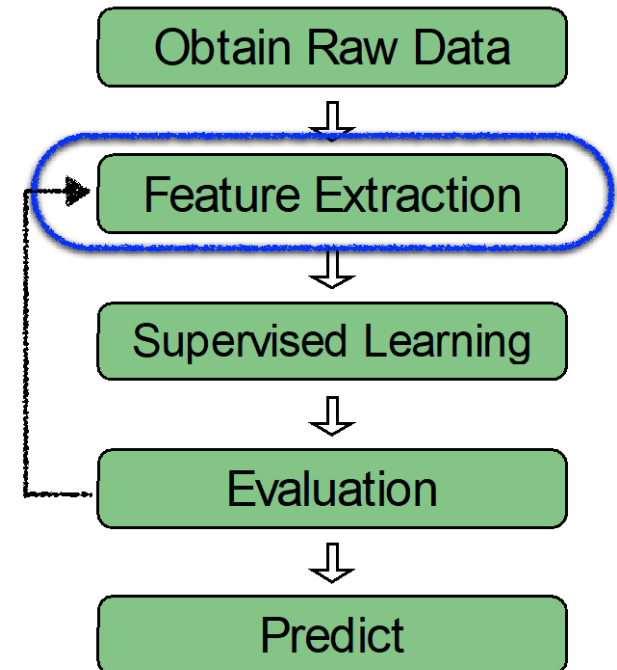 Obtain Raw Data
Feature Extraction
Supervised Learning
Evaluation
Predict